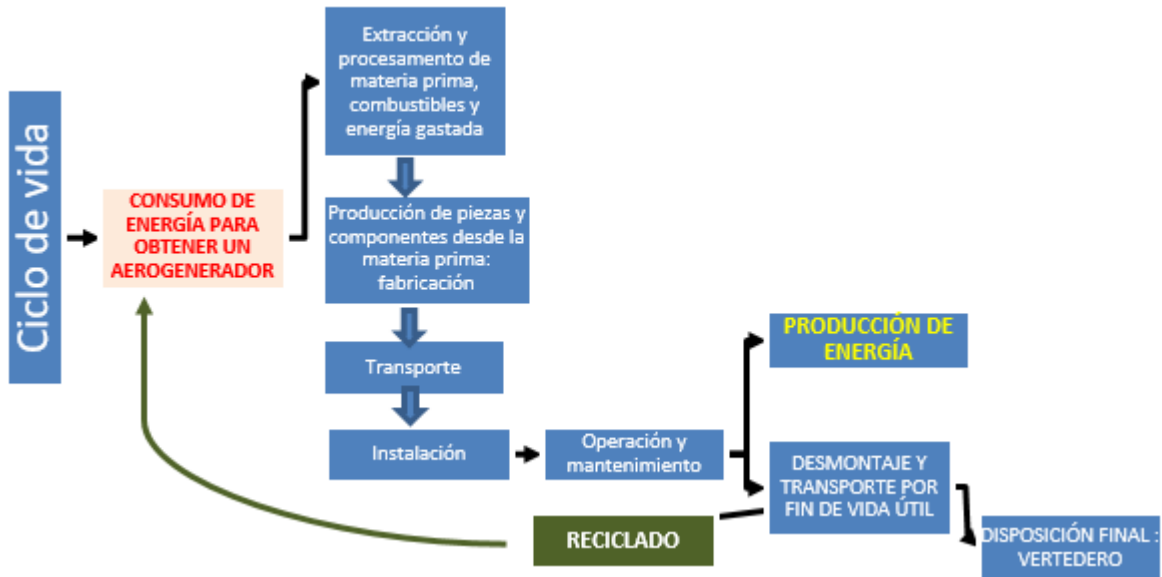 Ciclo de vida
CONSUMO DE
ENERGÍA PARA
OBTENER UN
AEROGENERADOR
Extracción y
procesamento de
materia prima,
combustibles y
energía gastada
Producción de piezas y
componentes desde la
materia prima:
fabricación
Transporte
Instalación
Operación y
mantenimiento
PRODUCCIÓN DE
ENERGÍA
DESMONTAJE Y
TRANSPORTE POR
FIN DE VIDA ÚTIL
RECICLADO
DISPOSICIÓN FINAL :
VERTEDERO